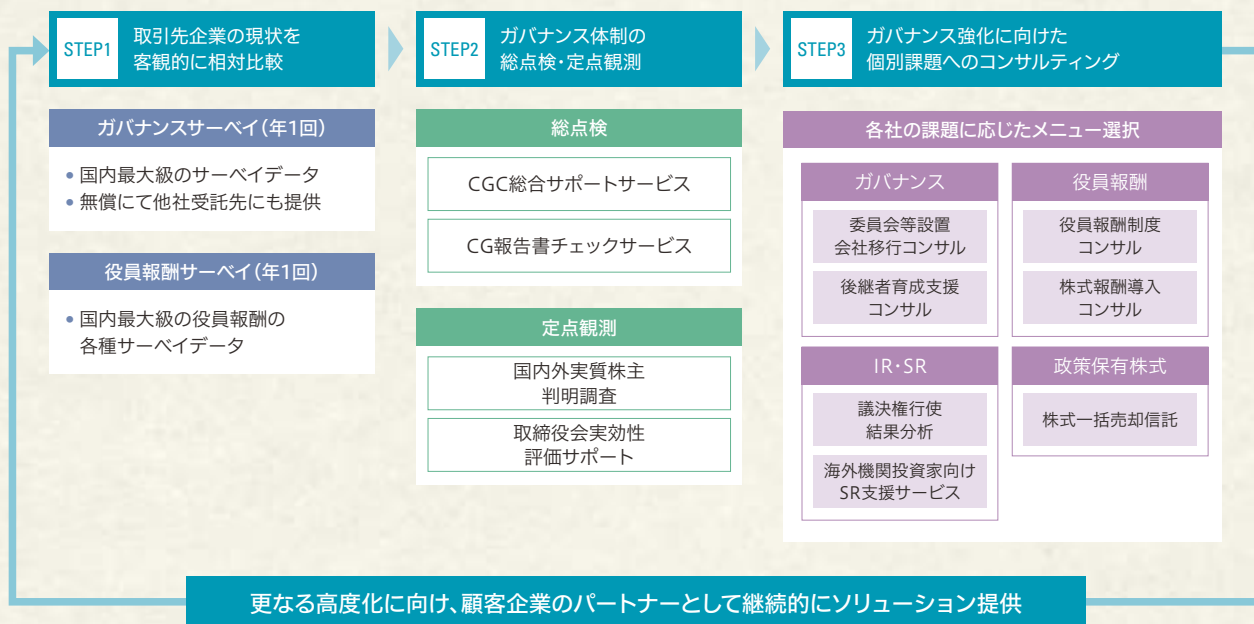 STEP1
取引先企業の現状を
客観的に相対比較
STEP2
ガバナンス体制の
総点検・定点観測
STEP3
ガバナンス強化に向けた
個別課題へのコンサルティング
ガバナンスサーベイ(年1回)
• 国内最大級のサーベイデータ
• 無償にて他社受託先にも提供
役員報酬サーベイ(年1回)
• 国内最大級の役員報酬の
各種サーベイデータ
総点検
CGC総合サポートサービス
CG報告書チェックサービス
定点観測
国内外実質株主
判明調査
取締役会実効性
評価サポート
各社の課題に応じたメニュー選択
ガバナンス
委員会等設置
会社移行コンサル
後継者育成支援
コンサル
役員報酬
役員報酬制度
コンサル
株式報酬導入
コンサル
IR・SR
議決権行使
結果分析
海外機関投資家向け
SR支援サービス
政策保有株式
株式一括売却信託
更なる高度化に向け、顧客企業のパートナーとして継続的にソリューション提供